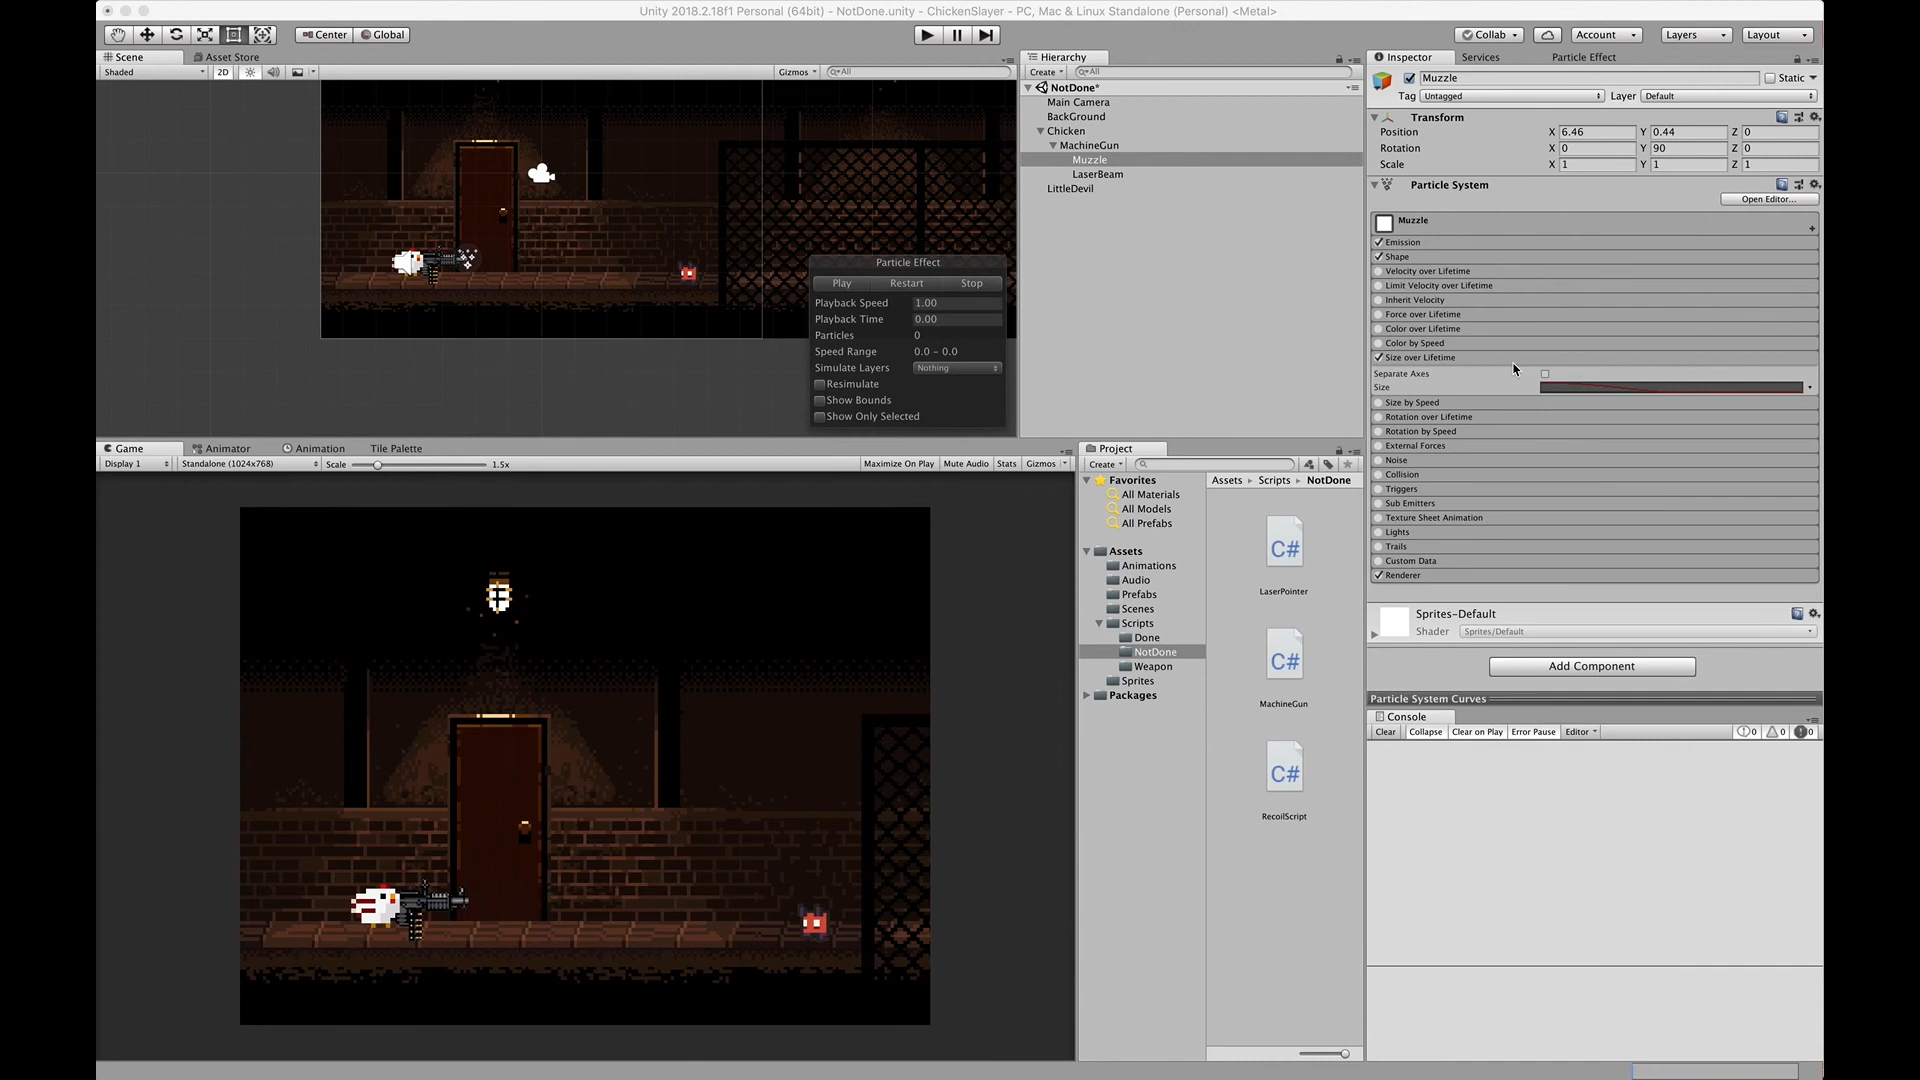 Unity 2018.2.18f1 Personal (64bit) - NotDone.unity - ChickenSlayer - PC, Mac & Linux Standalone (Personal) <Metal>
Center Global Collab Account Layers Layout
Scene Asset Store
Shaded 2D Gizmos All
Hierarchy
Create All
NotDone*
Main Camera
BackGround
Chicken
MachineGun
Muzzle
LaserBeam
LittleDevil
Particle Effect
Play Restart Stop
Playback Speed 1.00
Playback Time 0.00
Particles 0
Speed Range 0.0 – 0.0
Simulate Layers Nothing
Resimulate
Show Bounds
Show Only Selected
Game Animator Animation Tile Palette
Display 1 Standalone (1024x768) Scale 1.5x Maximize On Play Mute Audio Stats Gizmos
Project
Create
Favorites
All Materials
All Models
All Prefabs
Assets
Animations
Audio
Prefabs
Scenes
Scripts
Done
NotDone
Weapon
Sprites
Packages
Assets Scripts NotDone
C#
LaserPointer
C#
MachineGun
C#
RecoilScript
Inspector Services Particle Effect
Muzzle Static
Tag Untagged Layer Default
Transform
Position X 6.46 Y 0.44 Z 0
Rotation X 0 Y 90 Z 0
Scale X 1 Y 1 Z 1
Particle System
Open Editor...
Muzzle
Emission
Shape
Velocity over Lifetime
Limit Velocity over Lifetime
Inherit Velocity
Force over Lifetime
Color over Lifetime
Color by Speed
Size over Lifetime
Separate Axes
Size
Size by Speed
Rotation over Lifetime
Rotation by Speed
External Forces
Noise
Collision
Triggers
Sub Emitters
Texture Sheet Animation
Lights
Trails
Custom Data
Renderer
Sprites-Default
Shader Sprites/Default
Add Component
Particle System Curves
Console
Clear Collapse Clear on Play Error Pause Editor 0 0 0